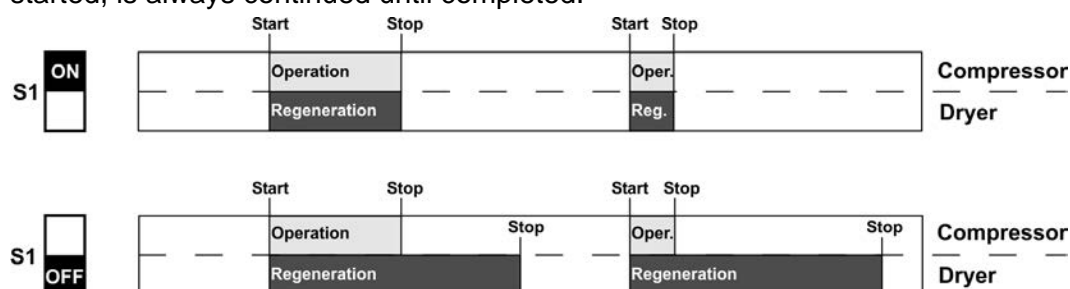 started, is always continued until completed.
Start Stop Start Stop
S1 ON Operation Oper. Compressor
Regeneration Reg. Dryer
Start Stop Start Stop
S1 Operation Stop Oper. Stop Compressor
OFF Regeneration Regeneration Dryer